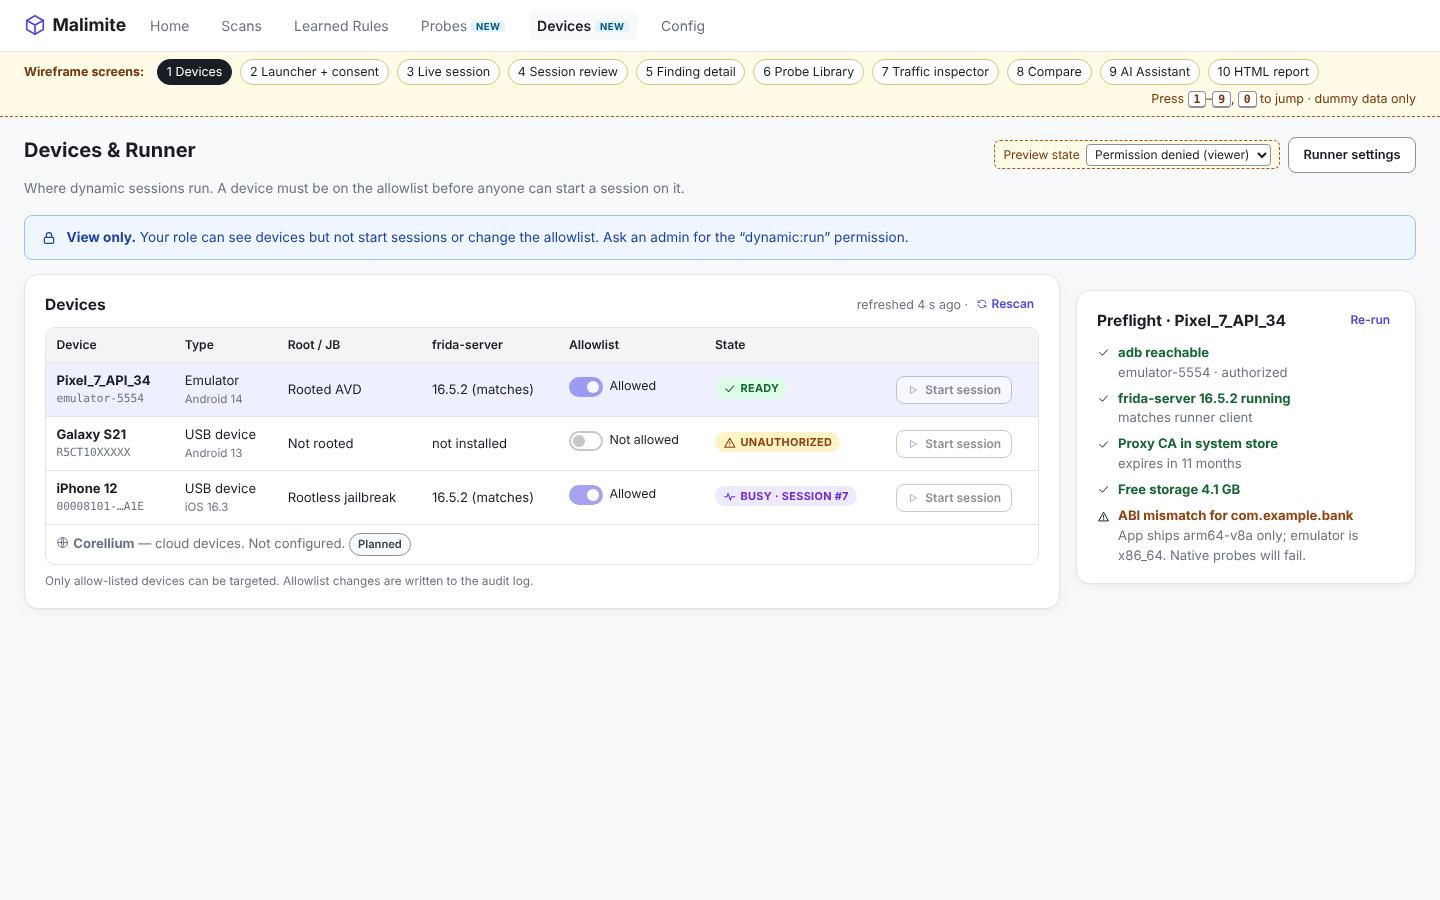 Malimite Home Scans Learned Rules Probes NEW Devices NEW Config
Wireframe screens: 1 Devices 2 Launcher + consent 3 Live session 4 Session review 5 Finding detail 6 Probe Library 7 Traffic inspector 8 Compare 9 AI Assistant 10 HTML report
Press 1–9, 0 to jump · dummy data only
Devices & Runner
Preview state Permission denied (viewer) Runner settings
Where dynamic sessions run. A device must be on the allowlist before anyone can start a session on it.
View only. Your role can see devices but not start sessions or change the allowlist. Ask an admin for the “dynamic:run” permission.
Devices
refreshed 4 s ago · Rescan
Device Type Root / JB frida-server Allowlist State
Pixel_7_API_34 Emulator Rooted AVD 16.5.2 (matches) Allowed READY Start session
emulator-5554 Android 14
Galaxy S21 USB device Not rooted not installed Not allowed UNAUTHORIZED Start session
R5CT10XXXXX Android 13
iPhone 12 USB device Rootless jailbreak 16.5.2 (matches) Allowed BUSY · SESSION #7 Start session
00008101-…A1E iOS 16.3
Corellium — cloud devices. Not configured. Planned
Only allow-listed devices can be targeted. Allowlist changes are written to the audit log.
Preflight · Pixel_7_API_34 Re-run
adb reachable
emulator-5554 · authorized
frida-server 16.5.2 running
matches runner client
Proxy CA in system store
expires in 11 months
Free storage 4.1 GB
ABI mismatch for com.example.bank
App ships arm64-v8a only; emulator is
x86_64. Native probes will fail.